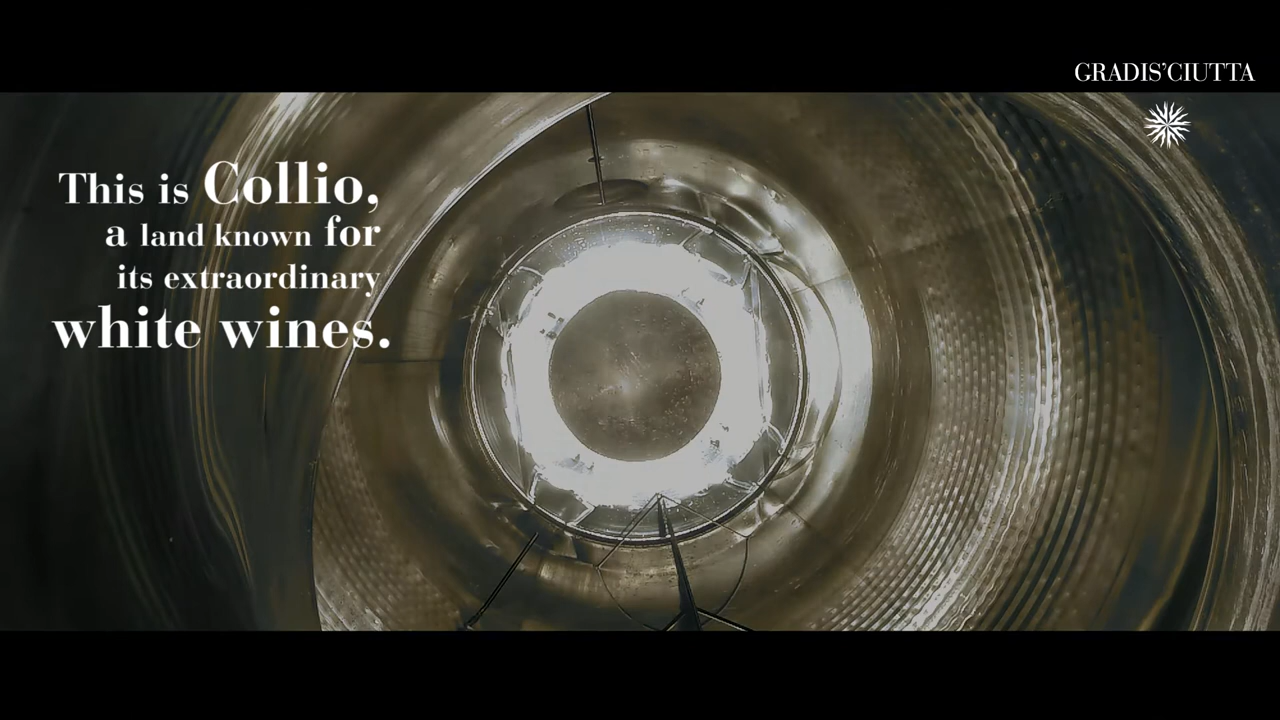 GRADIS'CIUTTA
This is Collio,
a land known for
its extraordinary
white wines.